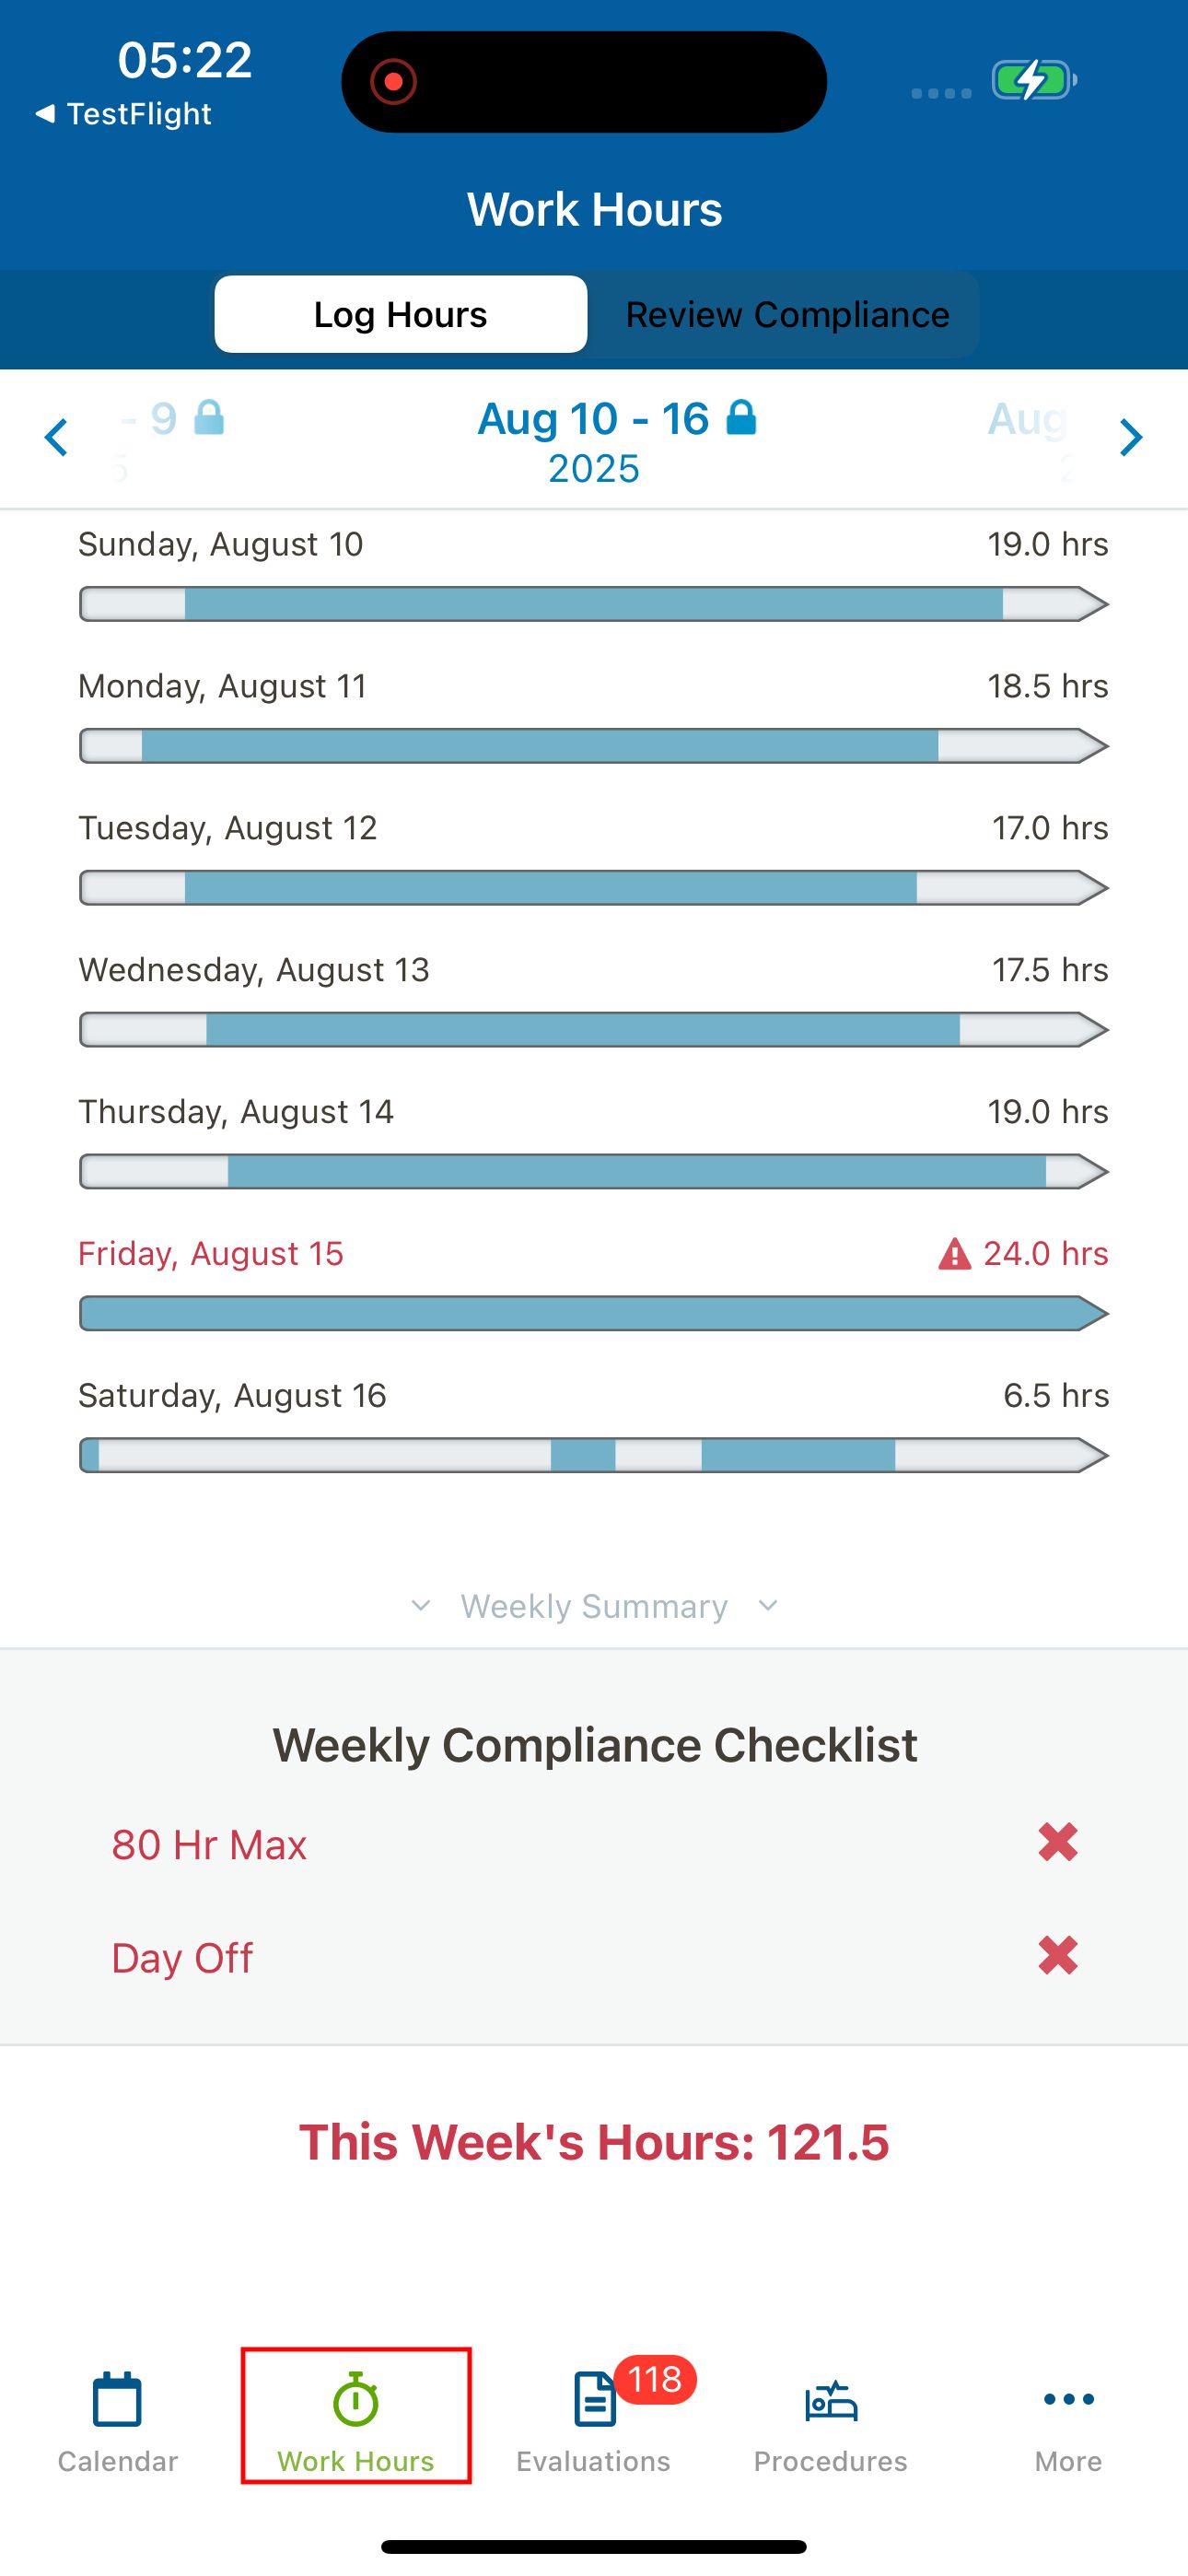 05:22
◀ TestFlight
Work Hours
Log Hours
Review Compliance
- 9
Aug 10 - 16
Aug
5
2025
2
Sunday, August 10
19.0 hrs
Monday, August 11
18.5 hrs
Tuesday, August 12
17.0 hrs
Wednesday, August 13
17.5 hrs
Thursday, August 14
19.0 hrs
Friday, August 15
24.0 hrs
Saturday, August 16
6.5 hrs
Weekly Summary
Weekly Compliance Checklist
80 Hr Max
Day Off
This Week's Hours: 121.5
118
Calendar
Work Hours
Evaluations
Procedures
More